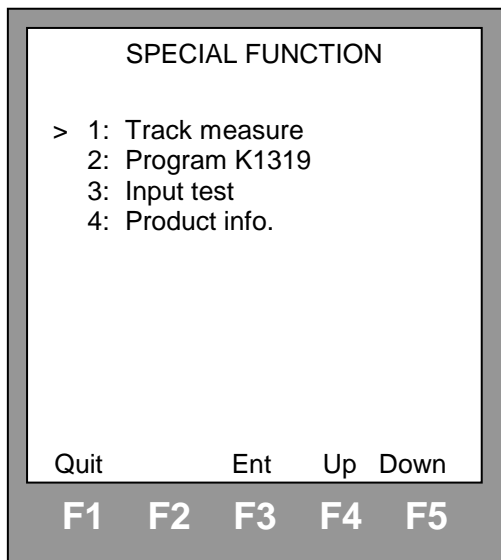 SPECIAL FUNCTION
> 1: Track measure
2: Program K1319
3: Input test
4: Product info.
Quit Ent Up Down
F1 F2 F3 F4 F5